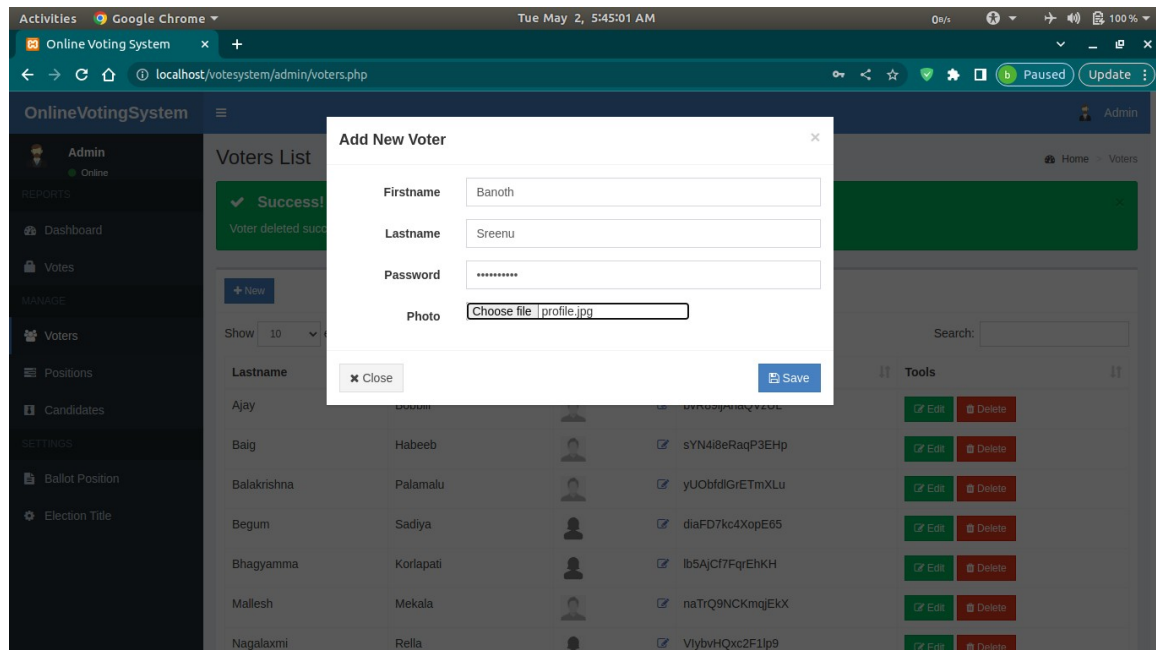 Activities Google Chrome Tue May 2, 5:45:01 AM 0B/s 100 %
Online Voting System
localhost/votesystem/admin/voters.php b Paused Update
OnlineVotingSystem Admin
Add New Voter
Admin
Online
Voters List Home > Voters
Firstname Banoth
REPORTS
Success!
Lastname Sreenu
Dashboard Voter deleted succ
Votes
Password ••••••••••
MANAGE
+ New
Photo Choose file profile.jpg
Voters Show 10 Search:
Positions Lastname Tools
Close Save
Candidates Ajay Edit Delete
SETTINGS
Baig Habeeb sYN4i8eRaqP3EHp Edit Delete
Ballot Position Balakrishna Palamalu yUObfdlGrETmXLu Edit Delete
Election Title
Begum Sadiya diaFD7kc4XopE65 Edit Delete
Bhagyamma Korlapati lb5AjCf7FqrEhKH Edit Delete
Mallesh Mekala naTrQ9NCKmqjEkX Edit Delete
Nagalaxmi Rella VIybvHQxc2F1lp9 Edit Delete